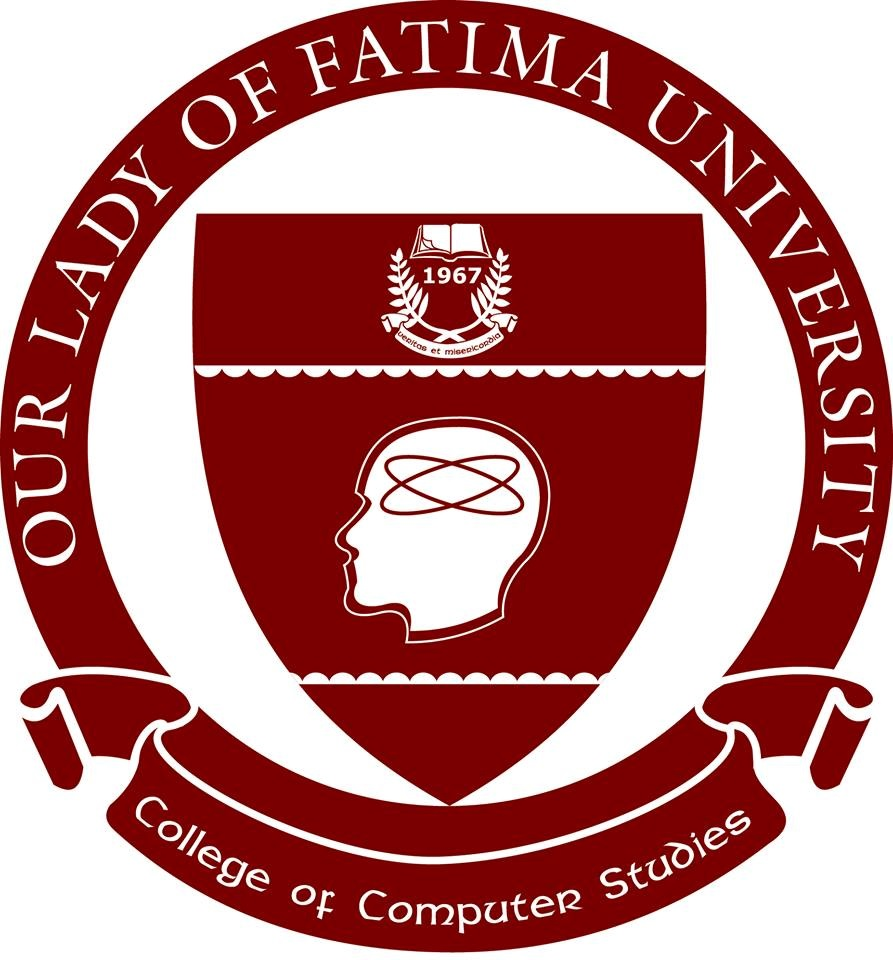 OUR LADY OF FATIMA UNIVERSITY
1967
veritas et misericordia
College of Computer Studies